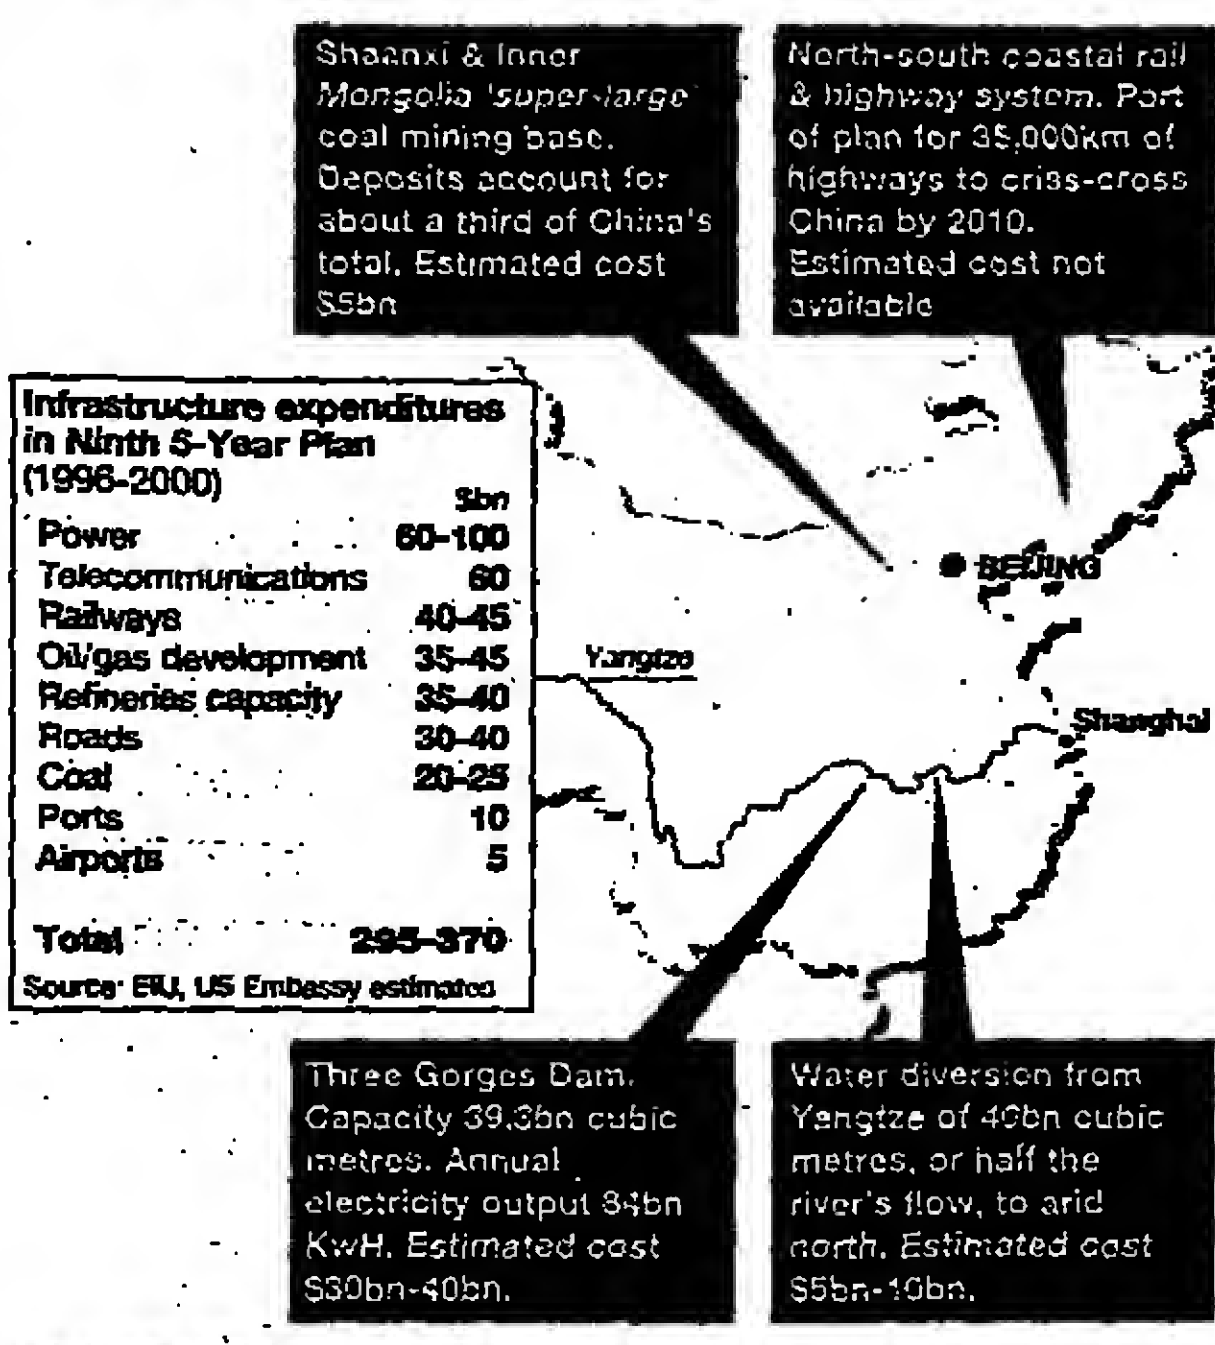 Shaanxi & Inner
Mongolia 'super-large'
coal mining base.
Deposits account for
about a third of China's
total. Estimated cost
$5bn
North-south coastal rail
& highway system. Part
of plan for 35,000km of
highways to criss-cross
China by 2010.
Estimated cost not
available
Infrastructure expenditures
in Ninth 5-Year Plan
(1996-2000)
$bn
Power 60-100
Telecommunications 60
Railways 40-45
Oil/gas development 35-45
Refineries capacity 35-40
Roads 30-40
Coal 20-25
Ports 10
Airports 5
Total 295-370
Source: EIU, US Embassy estimates
BEIJING
Yangtze
Shanghai
Three Gorges Dam.
Capacity 39.3bn cubic
metres. Annual
electricity output 84bn
KwH. Estimated cost
$30bn-40bn.
Water diversion from
Yangtze of cubic
metres, or half the
river's flow, to arid
north. Estimated cost
$5bn-10bn.